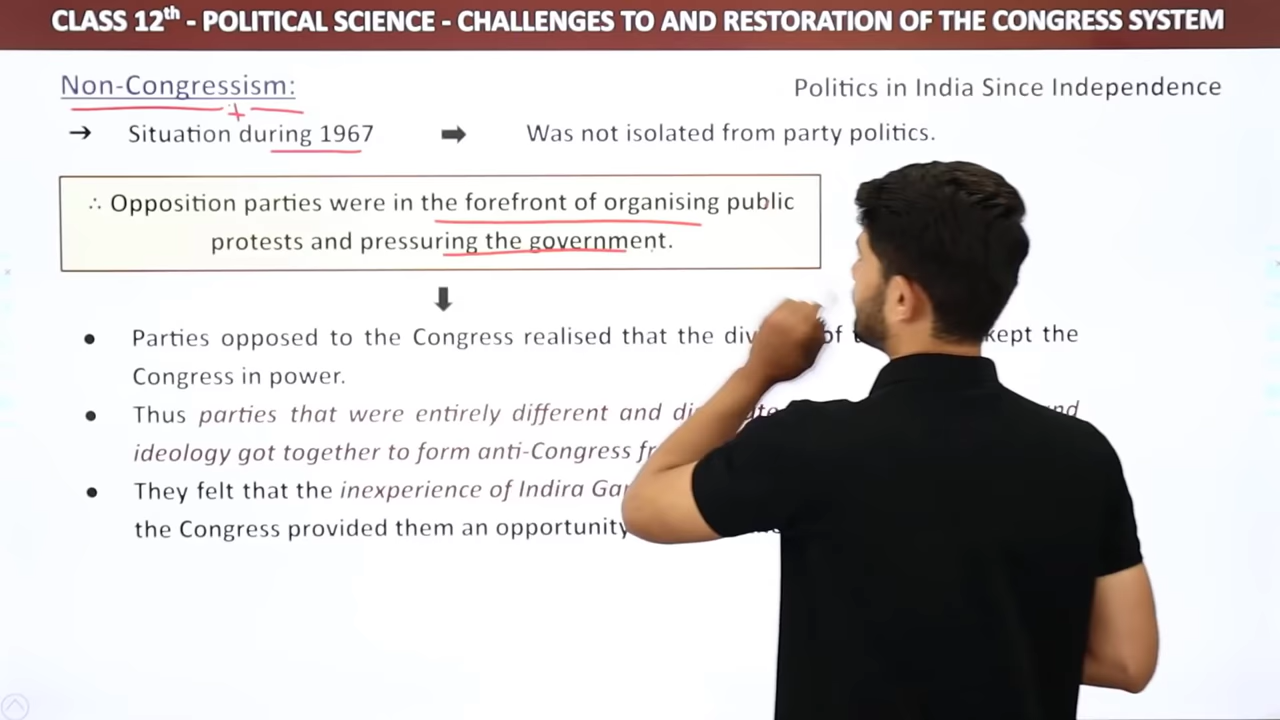 CLASS 12th - POLITICAL SCIENCE - CHALLENGES TO AND RESTORATION OF THE CONGRESS SYSTEM
Non-Congressism:
Politics in India Since Independence
→ Situation during 1967 ➡ Was not isolated from party politics.
∴ Opposition parties were in the forefront of organising public
protests and pressuring the government.
● Parties opposed to the Congress realised that the of kept the
Congress in power.
● Thus parties that were entirely different and
ideology got together to form anti-Congress
● They felt that the inexperience of Indira
the Congress provided them an opportunity